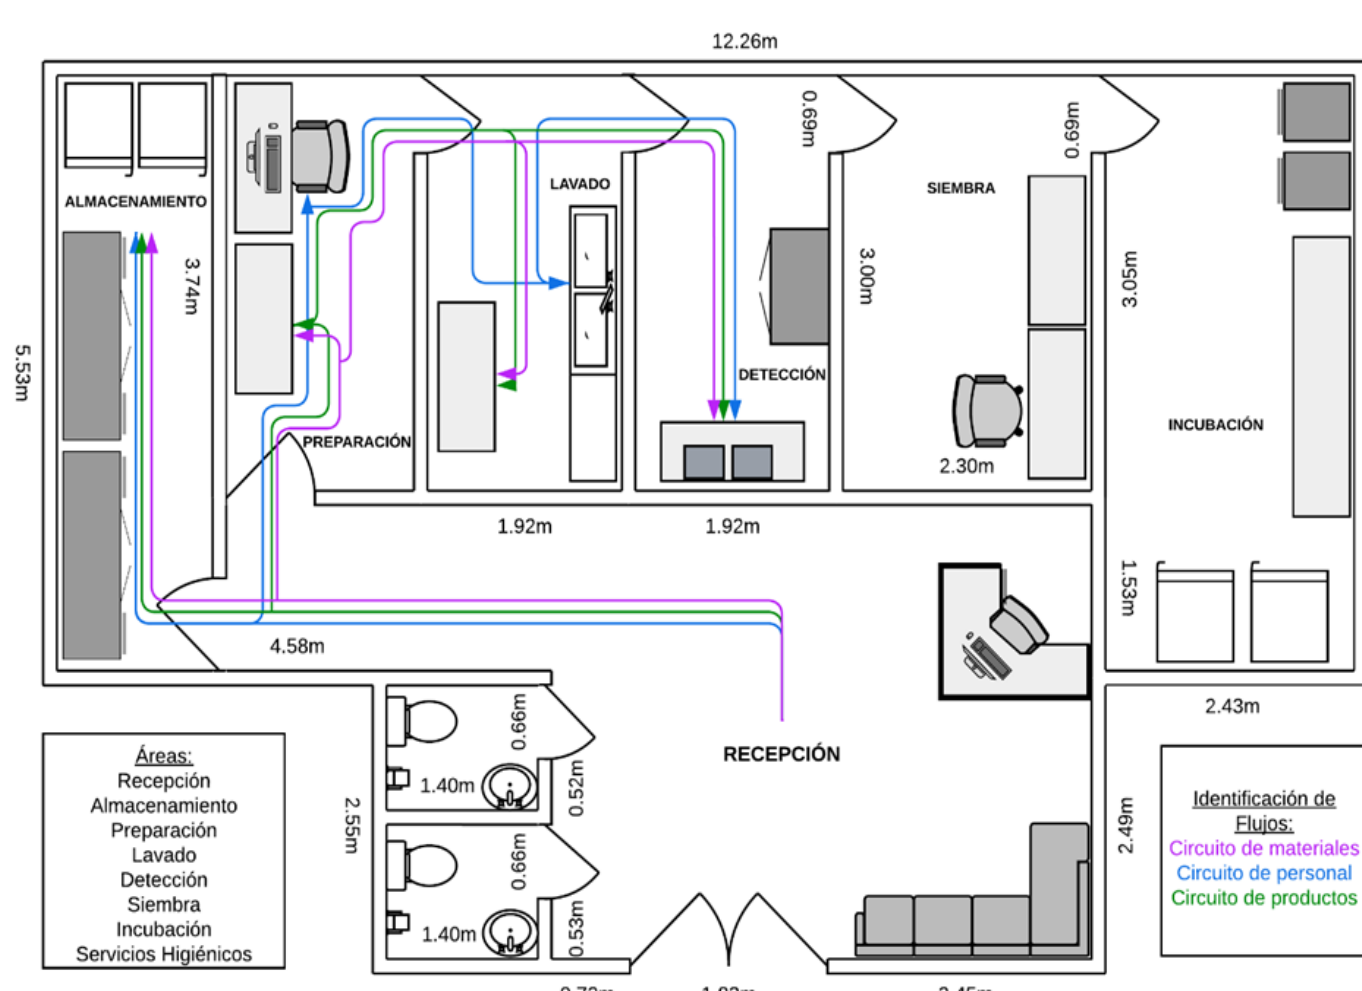 12.26m
0.69m
0.69m
LAVADO
SIEMBRA
ALMACENAMIENTO
3.74m
3.00m
3.05m
5.53m
DETECCIÓN
INCUBACIÓN
PREPARACIÓN
2.30m
1.92m
1.92m
1.53m
4.58m
0.66m
2.43m
RECEPCIÓN
1.40m
0.52m
2.55m
2.49m
0.66m
1.40m
0.53m
Áreas:
Recepción
Almacenamiento
Preparación
Lavado
Detección
Siembra
Incubación
Servicios Higiénicos
Identificación de
Flujos:
Circuito de materiales
Circuito de personal
Circuito de productos